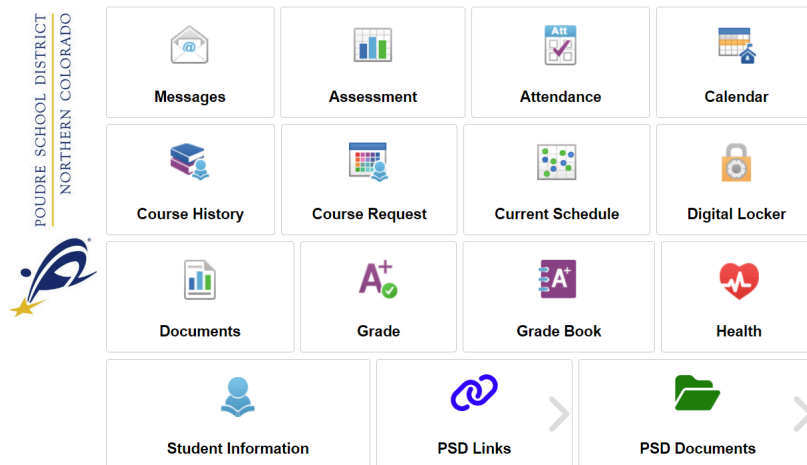 POUDRE SCHOOL DISTRICT
NORTHERN COLORADO
Messages
@
Assessment
Att
Attendance
Calendar
Course History
Course Request
Current Schedule
Digital Locker
Documents
A+
Grade
A+
Grade Book
Health
Student Information
PSD Links
PSD Documents